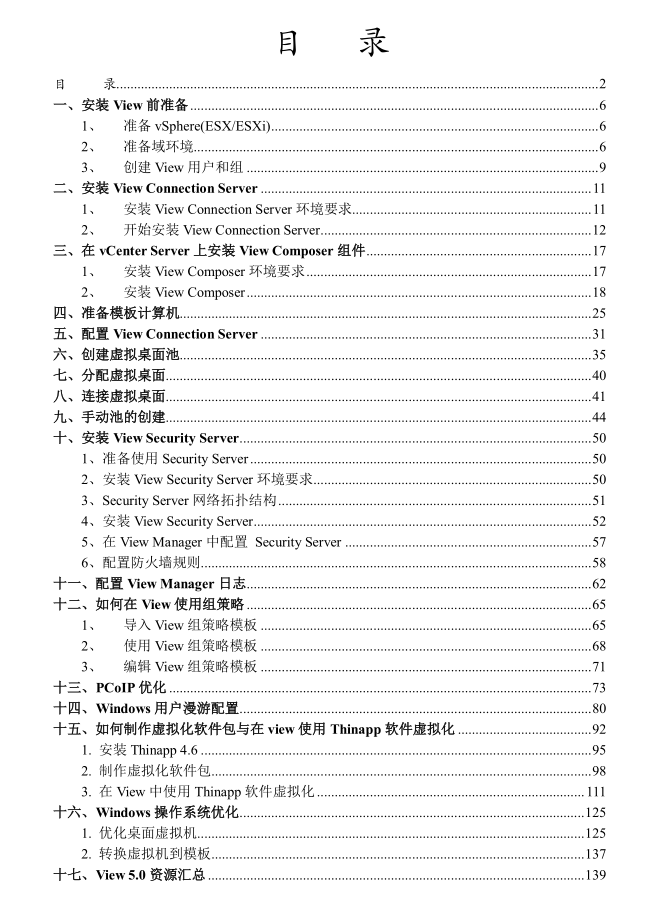 目 录
目 录......2
一、安装 View 前准备......6
1、 准备 vSphere(ESX/ESXi)......6
2、 准备域环境......6
3、 创建 View 用户和组......9
二、安装 View Connection Server......11
1、 安装 View Connection Server 环境要求......11
2、 开始安装 View Connection Server......12
三、在 vCenter Server 上安装 View Composer 组件......17
1、 安装 View Composer 环境要求......17
2、 安装 View Composer......18
四、准备模板计算机......25
五、配置 View Connection Server......31
六、创建虚拟桌面池......35
七、分配虚拟桌面......40
八、连接虚拟桌面......41
九、手动池的创建......44
十、安装 View Security Server......50
1、准备使用 Security Server......50
2、安装 View Security Server 环境要求......50
3、Security Server 网络拓扑结构......51
4、安装 View Security Server......52
5、在 View Manager 中配置 Security Server......57
6、配置防火墙规则......58
十一、配置 View Manager 日志......62
十二、如何在 View 使用组策略......65
1、 导入 View 组策略模板......65
2、 使用 View 组策略模板......68
3、 编辑 View 组策略模板......71
十三、PCoIP 优化......73
十四、Windows 用户漫游配置......80
十五、如何制作虚拟化软件包与在 view 使用 Thinapp 软件虚拟化......92
1. 安装 Thinapp 4.6......95
2. 制作虚拟化软件包......98
3. 在 View 中使用 Thinapp 软件虚拟化......111
十六、Windows 操作系统优化......125
1. 优化桌面虚拟机......125
2. 转换虚拟机到模板......137
十七、View 5.0 资源汇总......139